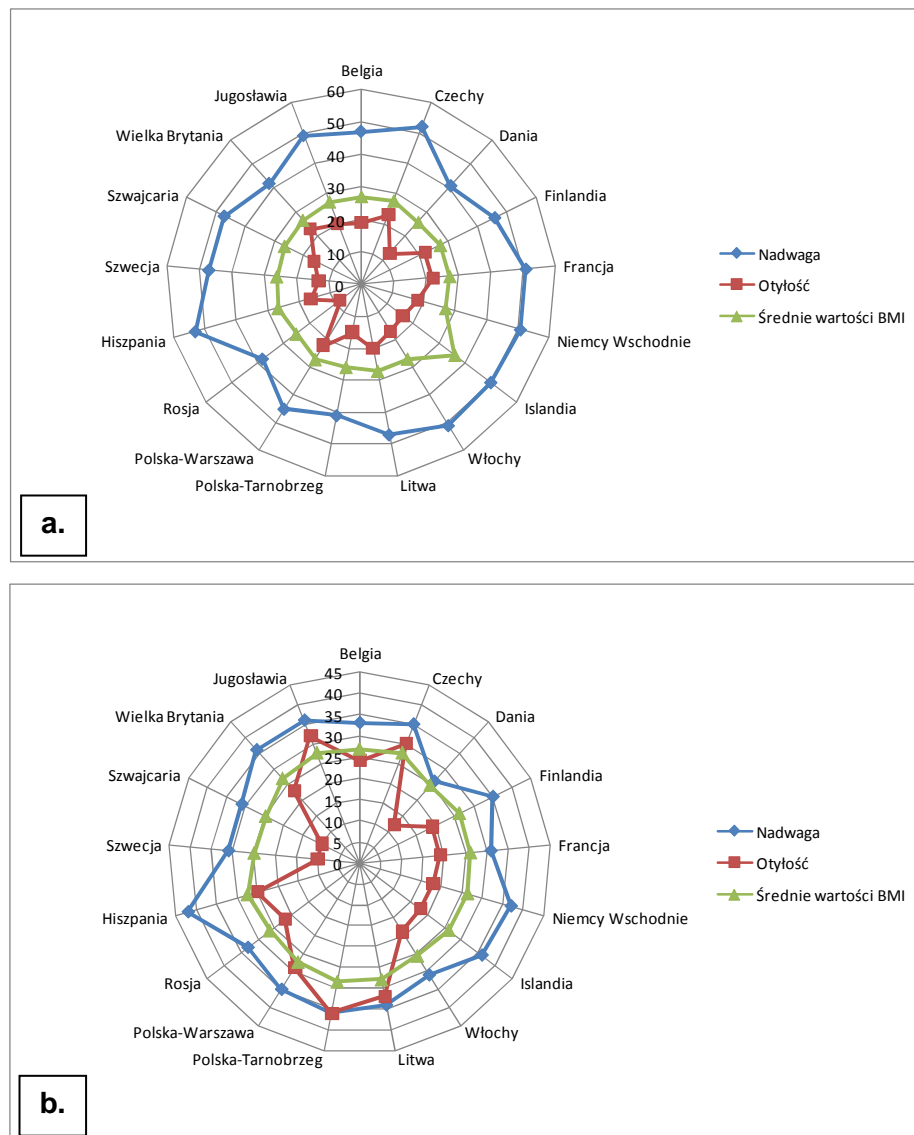 Belgia
Czechy
Dania
Finlandia
Francja
Niemcy Wschodnie
Islandia
Włochy
Litwa
Polska-Tarnobrzeg
Polska-Warszawa
Rosja
Hiszpania
Szwecja
Szwajcaria
Wielka Brytania
Jugosławia
60
50
40
30
20
10
0
Nadwaga
Otyłość
Średnie wartości BMI
a.
Belgia
Czechy
Dania
Finlandia
Francja
Niemcy Wschodnie
Islandia
Włochy
Litwa
Polska-Tarnobrzeg
Polska-Warszawa
Rosja
Hiszpania
Szwecja
Szwajcaria
Wielka Brytania
Jugosławia
45
40
35
30
25
20
15
10
5
0
Nadwaga
Otyłość
Średnie wartości BMI
b.